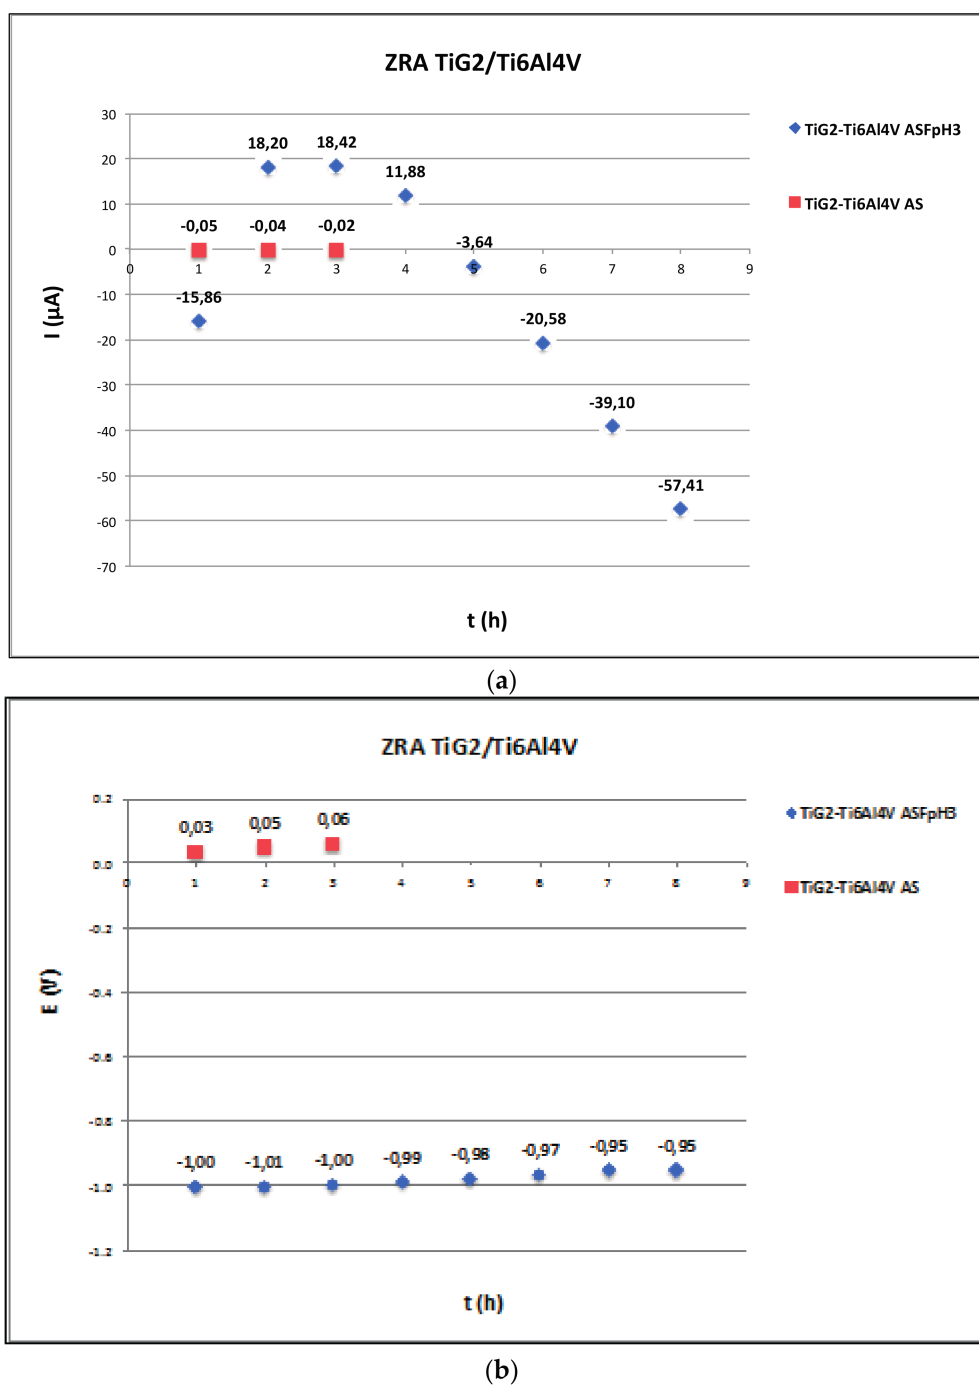 ZRA TiG2/Ti6Al4V
30
20
10
0
-10
-20
-30
-40
-50
-60
-70
I (µA)
0 1 2 3 4 5 6 7 8 9
18,20 18,42 11,88 -3,64
-0,05 -0,04 -0,02
-15,86 -20,58 -39,10 -57,41
t (h)
TiG2-Ti6Al4V ASFpH3
TiG2-Ti6Al4V AS
(a)
ZRA TiG2/Ti6Al4V
0.2
0.0
-0.2
-0.4
-0.6
-0.8
-1.0
-1.2
E (V)
0 1 2 3 4 5 6 7 8 9
0,03 0,05 0,06
-1,00 -1,01 -1,00 -0,99 -0,98 -0,97 -0,95 -0,95
t (h)
TiG2-Ti6Al4V ASFpH3
TiG2-Ti6Al4V AS
(b)